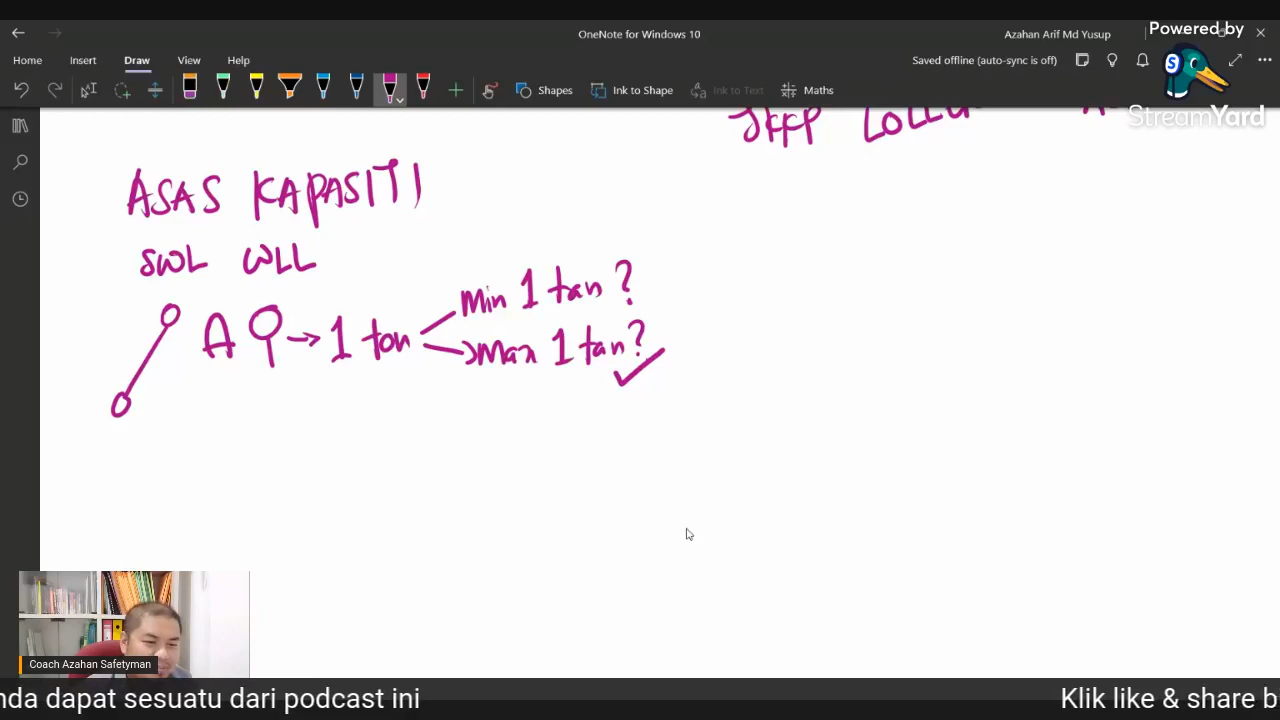 OneNote for Windows 10
Azahan Arif Md Yusup
Powered by
StreamYard
Home Insert Draw View Help
Saved offline (auto-sync is off)
Shapes Ink to Shape Ink to Text Maths
JKKP
ASAS KAPASITI
SWL WLL
A → 1 ton
Min 1 tan ?
Max 1 tan ?
Coach Azahan Safetyman
nda dapat sesuatu dari podcast ini
Klik like & share b